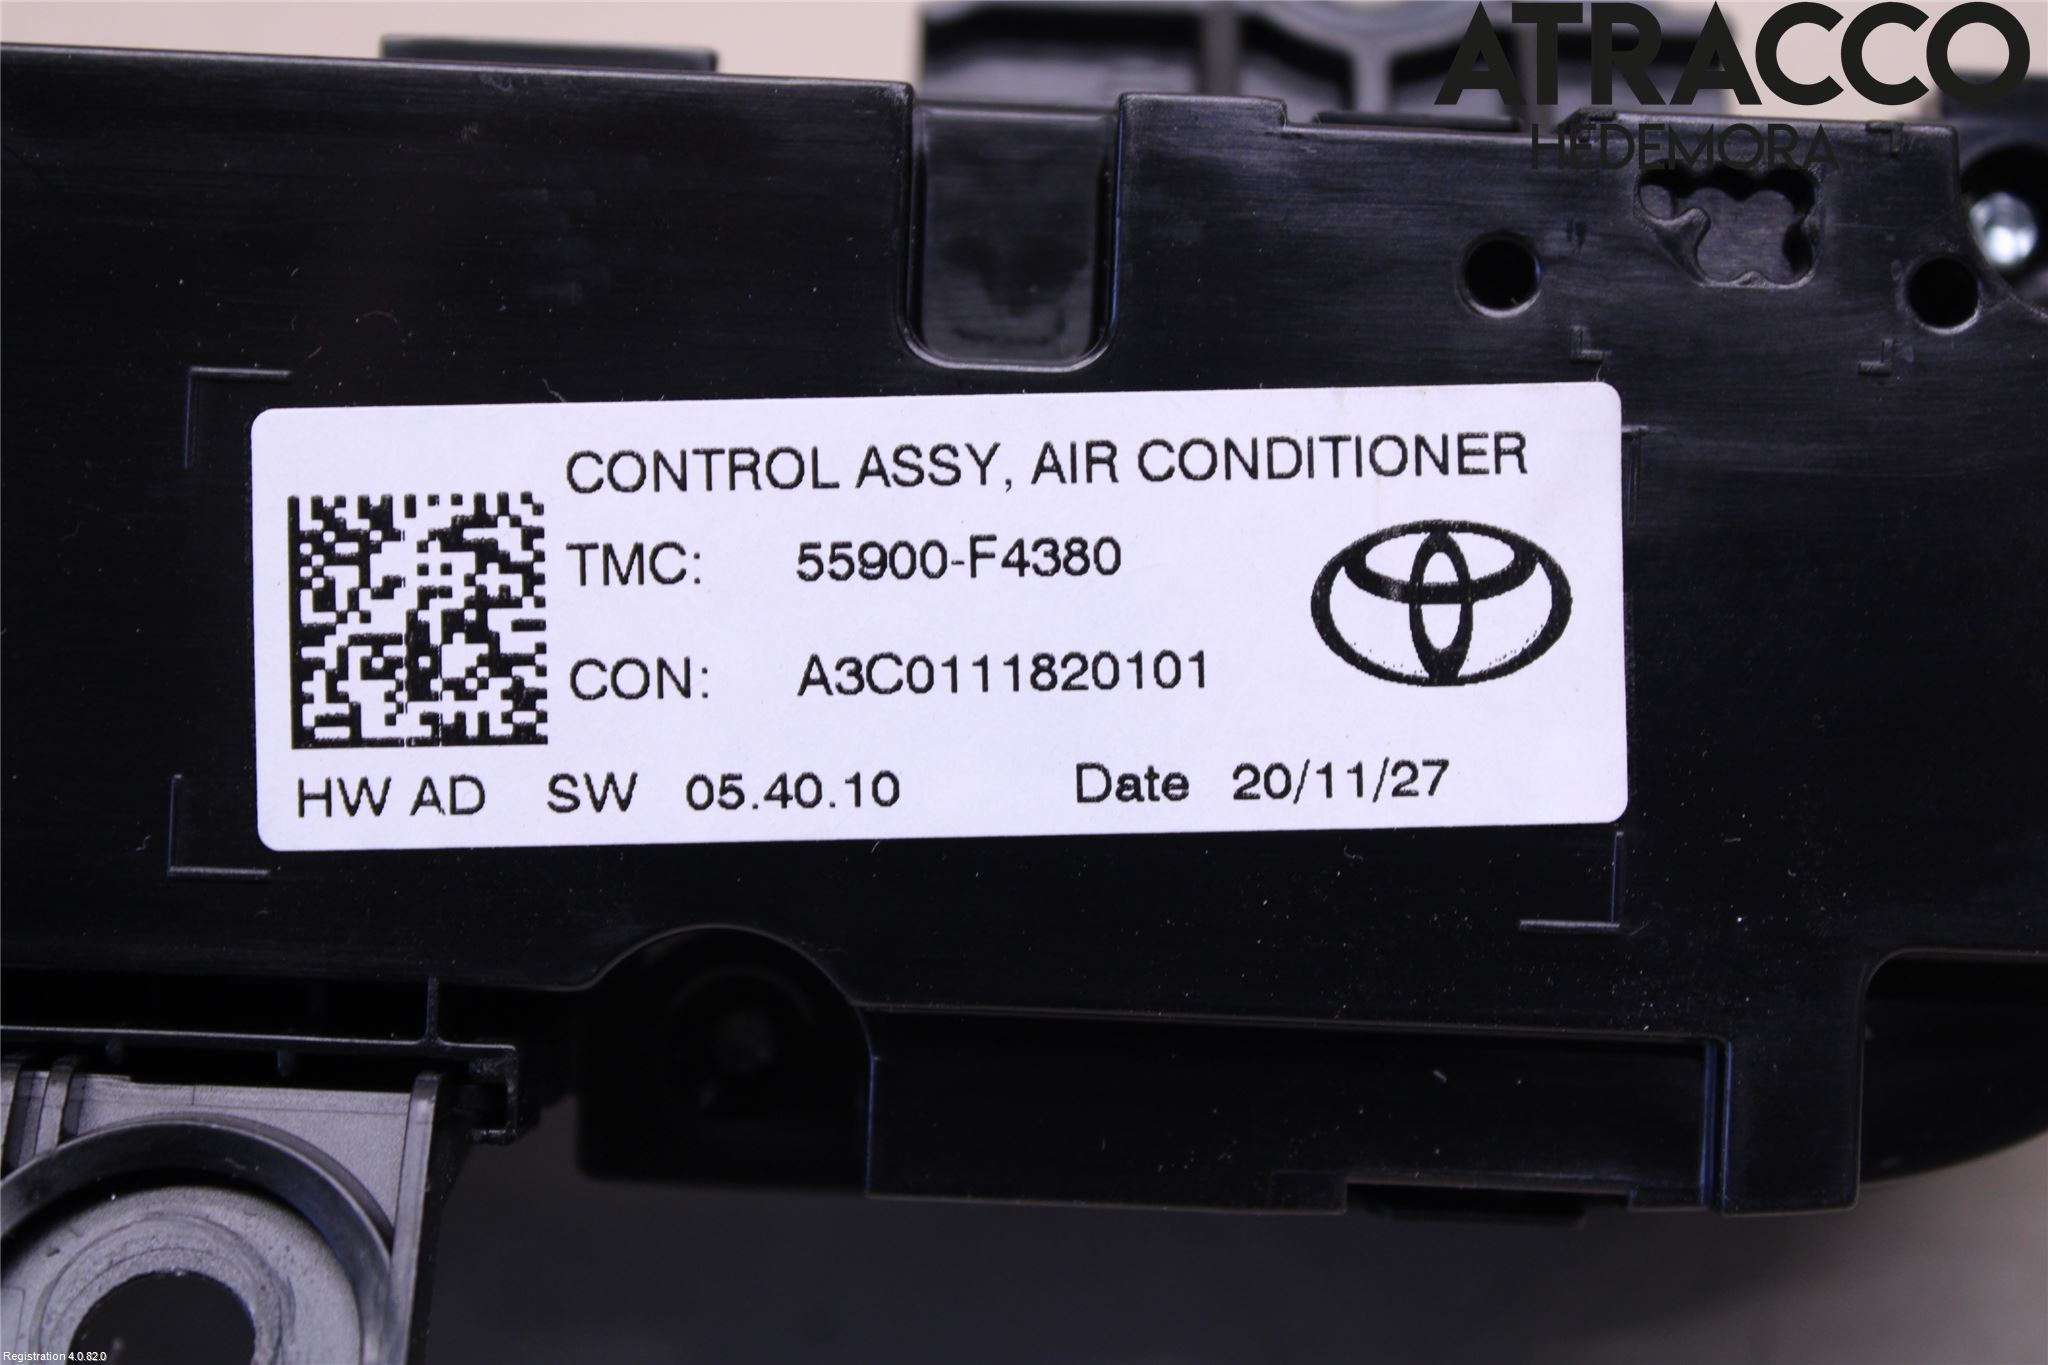 ATRACCO
HEDEMORA
CONTROL ASSY, AIR CONDITIONER
TMC: 55900-F4380
CON: A3C0111820101
HW AD SW 05.40.10 Date 20/11/27
Registration 4.0.82.0